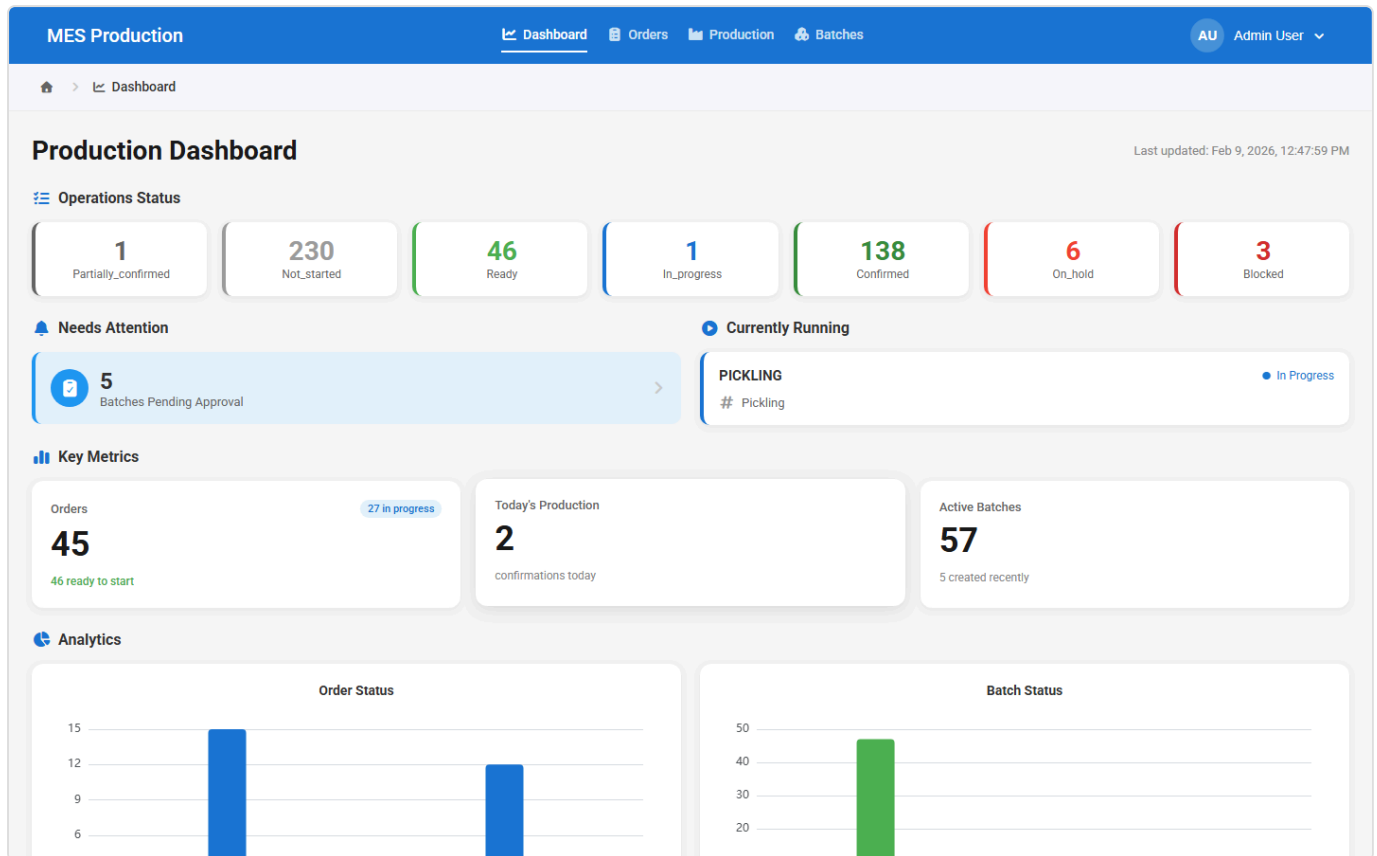 MES Production
Dashboard
Orders
Production
Batches
AU
Admin User
Dashboard
Production Dashboard
Last updated: Feb 9, 2026, 12:47:59 PM
Operations Status
1
Partially_confirmed
230
Not_started
46
Ready
1
In_progress
138
Confirmed
6
On_hold
3
Blocked
Needs Attention
5
Batches Pending Approval
Currently Running
PICKLING
In Progress
# Pickling
Key Metrics
Orders
27 in progress
45
46 ready to start
Today's Production
2
confirmations today
Active Batches
57
5 created recently
Analytics
Order Status
15
12
9
6
Batch Status
50
40
30
20